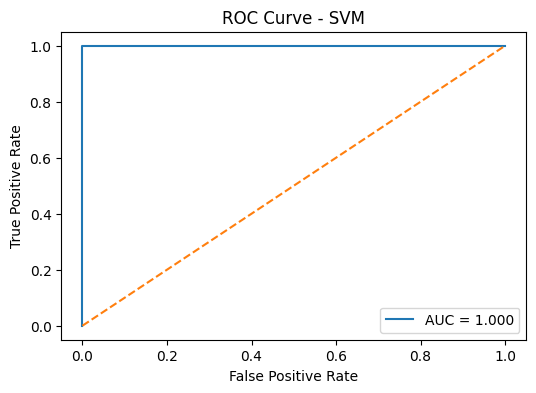 ROC Curve - SVM
1.0
0.8
0.6
0.4
0.2
0.0
True Positive Rate
AUC = 1.000
0.0 0.2 0.4 0.6 0.8 1.0
False Positive Rate